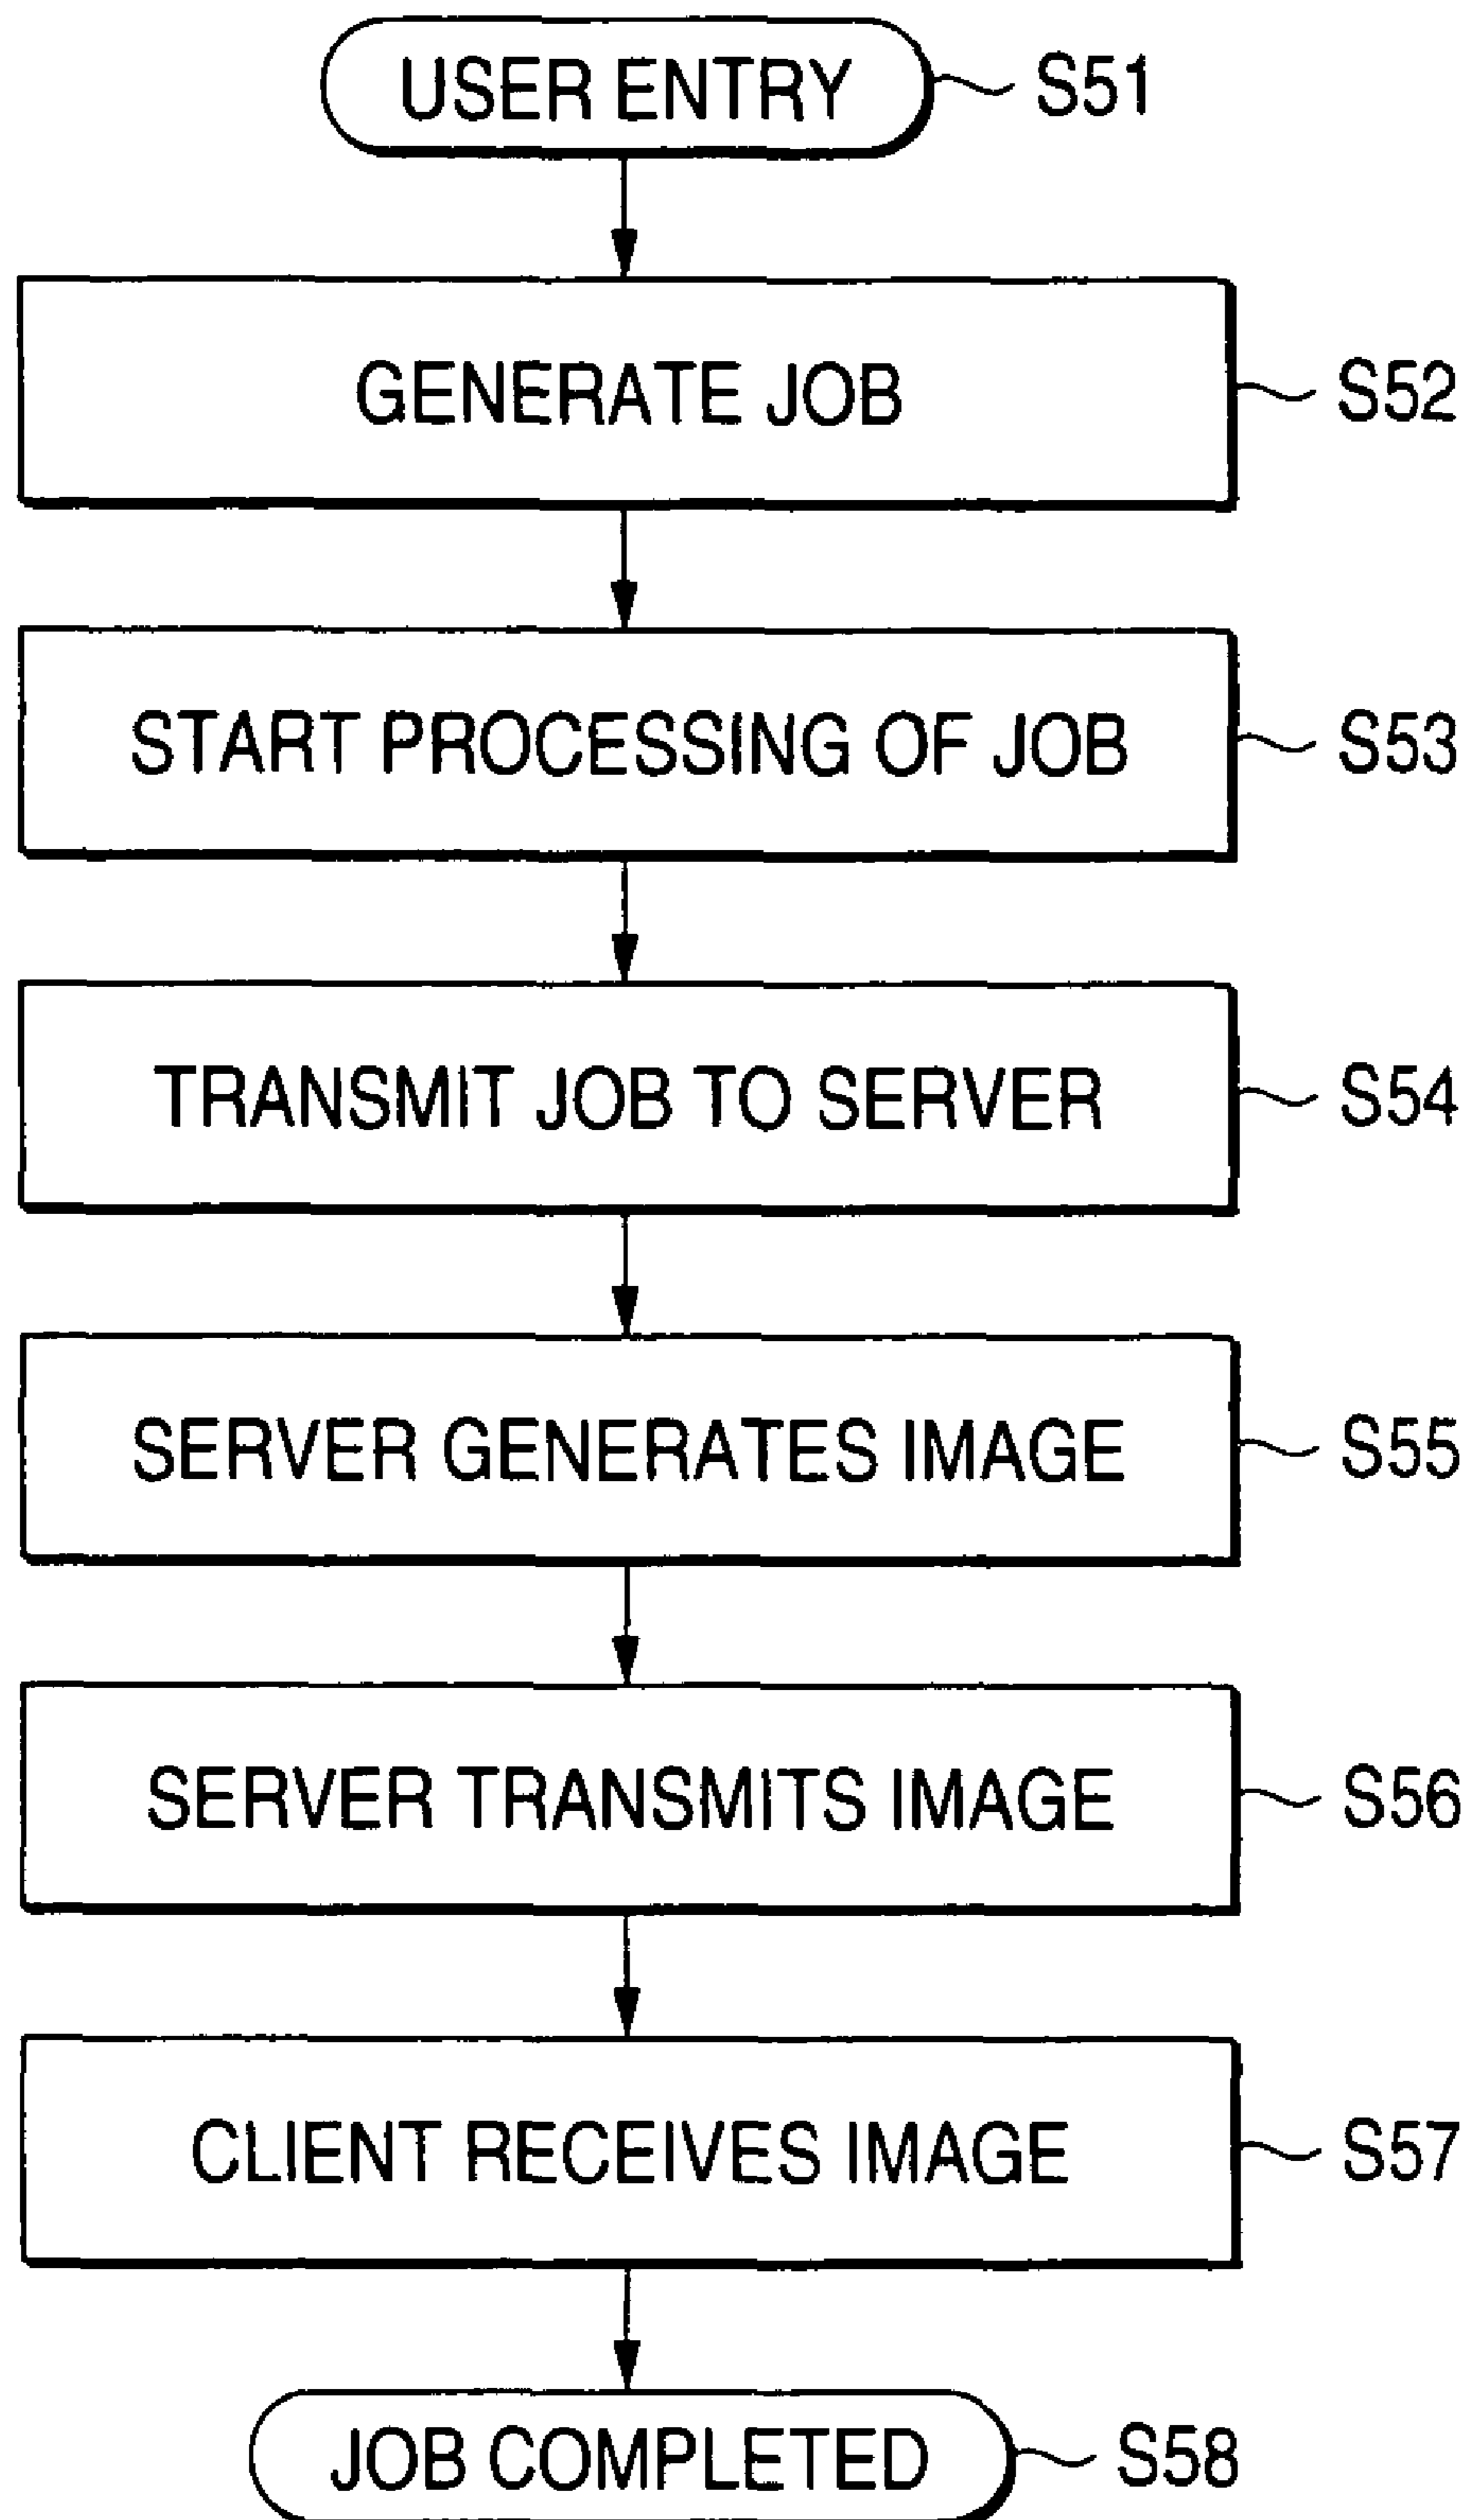 USER ENTRY S51
GENERATE JOB S52
START PROCESSING OF JOB S53
TRANSMIT JOB TO SERVER S54
SERVER GENERATES IMAGE S55
SERVER TRANSMITS IMAGE S56
CLIENT RECEIVES IMAGE S57
JOB COMPLETED S58